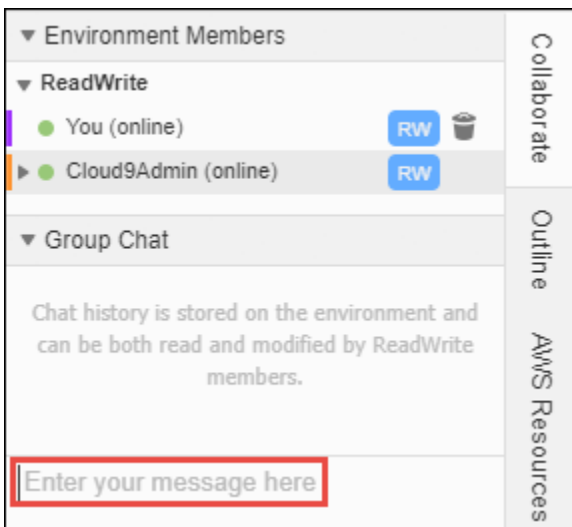 Environment Members
ReadWrite
You (online) RW
Cloud9Admin (online) RW
Group Chat
Chat history is stored on the environment and
can be both read and modified by ReadWrite
members.
Enter your message here
Collaborate
Outline
AWS Resources